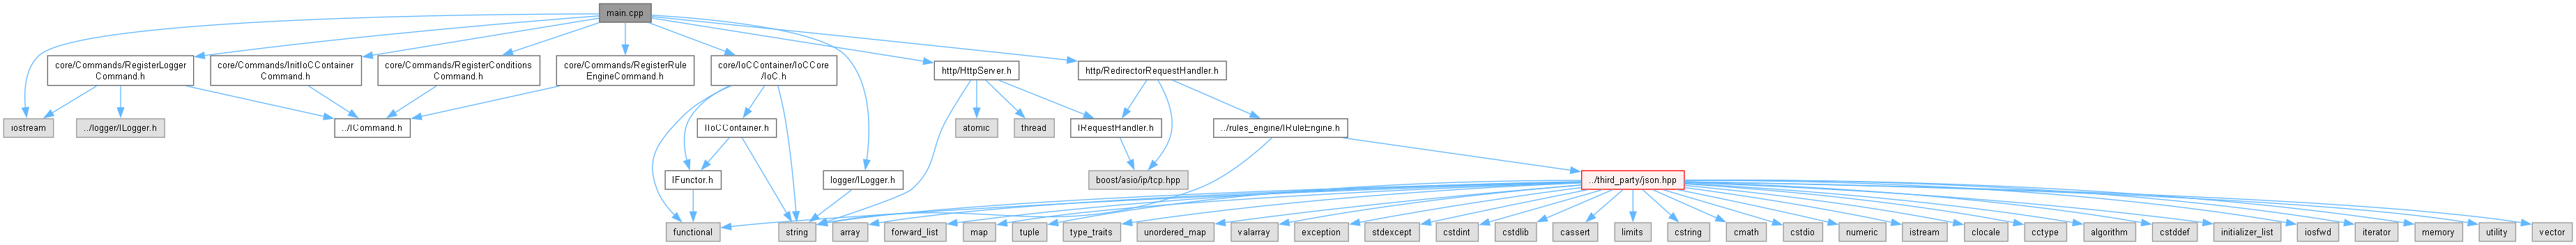 main.cpp
core/Commands/RegisterLogger
Command.h
core/Commands/InitIoCContainer
Command.h
core/Commands/RegisterConditions
Command.h
core/Commands/RegisterRule
EngineCommand.h
core/IoCContainer/IoCCore
/IoC.h
http/HttpServer.h
http/RedirectorRequestHandler.h
iostream
../logger/ILogger.h
../ICommand.h
IIoCContainer.h
atomic
thread
IRequestHandler.h
../rules_engine/IRuleEngine.h
IFunctor.h
logger/ILogger.h
boost/asio/ip/tcp.hpp
../third_party/json.hpp
functional
string
array
forward_list
map
tuple
type_traits
unordered_map
valarray
exception
stdexcept
cstdint
cstdlib
cassert
limits
cstring
cmath
cstdio
numeric
istream
clocale
cctype
algorithm
cstddef
initializer_list
iosfwd
iterator
memory
utility
vector